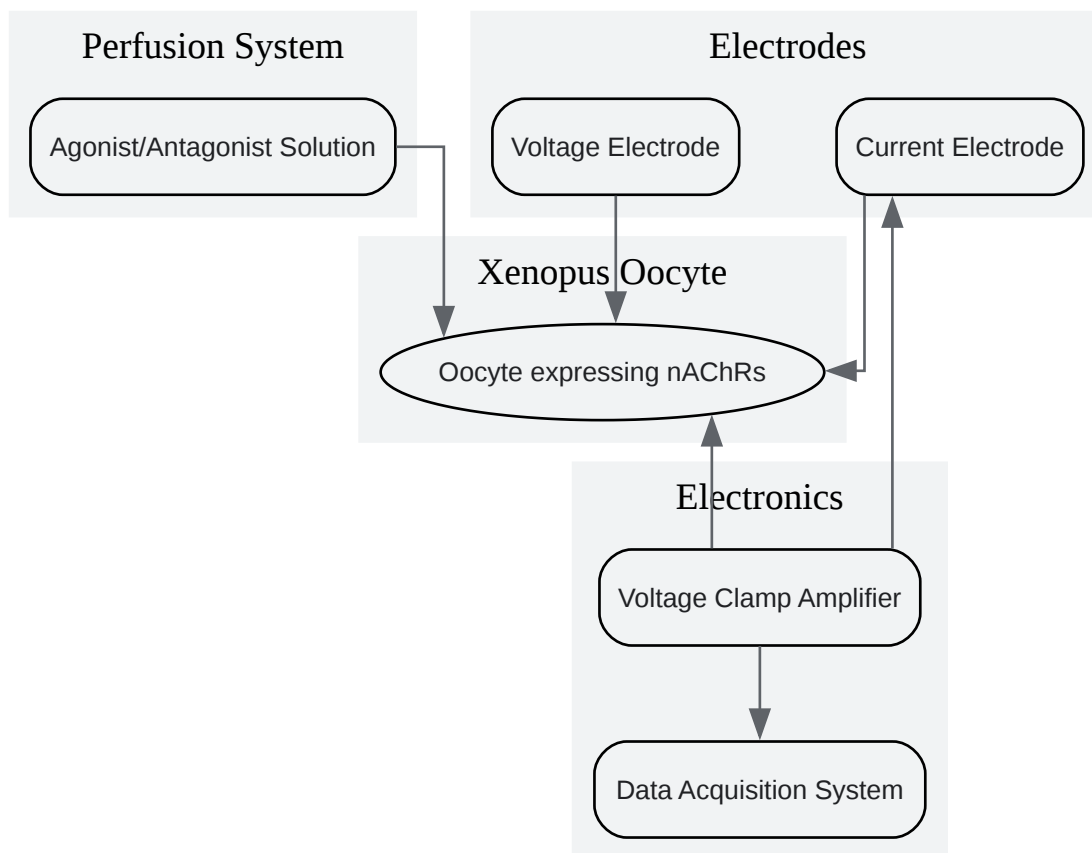 Perfusion System
Electrodes
Agonist/Antagonist Solution
Voltage Electrode
Current Electrode
Xenopus Oocyte
Oocyte expressing nAChRs
Electronics
Voltage Clamp Amplifier
Data Acquisition System